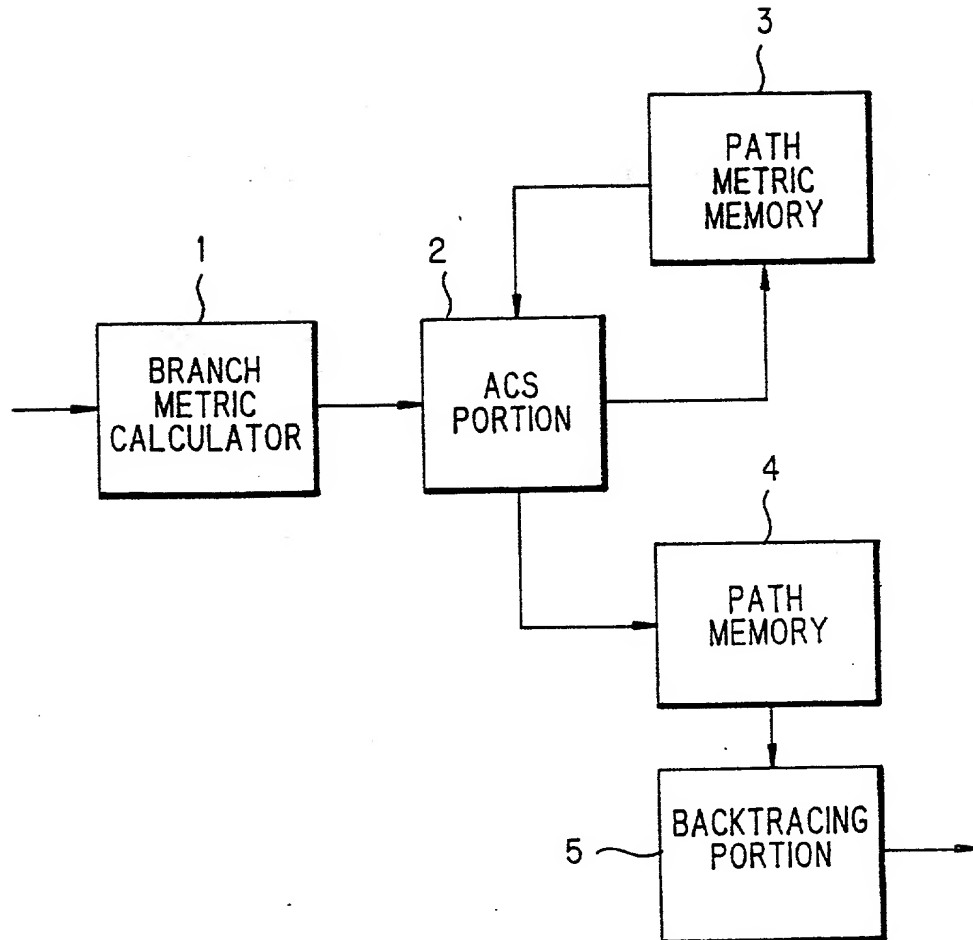 3
PATH
METRIC
MEMORY
1
2
BRANCH
METRIC
CALCULATOR
ACS
PORTION
4
PATH
MEMORY
BACKTRACING
PORTION
5